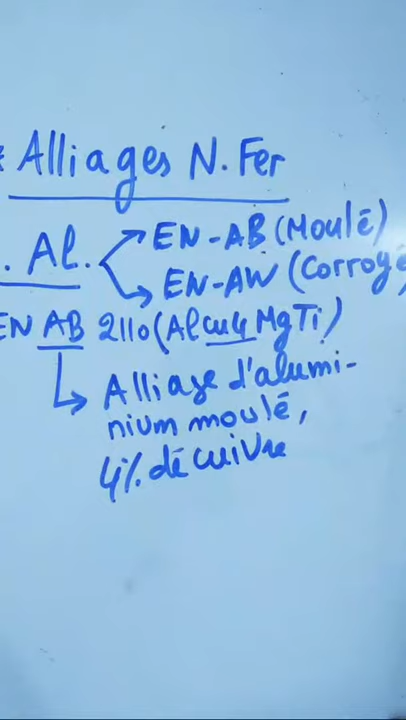 * Alliages N. Fer
. Al. EN-AB (Moulé)
EN-AW (Corroyé
EN AB 2110 (Alcu4MgTi)
Alliage d'alumi-
nium moulé,
4% dé cuivre